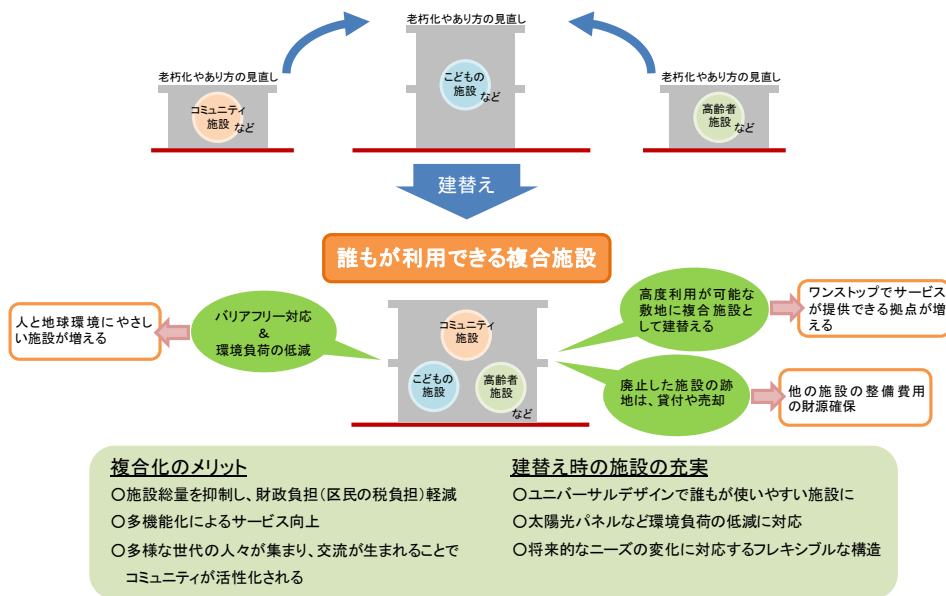 老朽化やあり方の見直し
こどもの
施設
など
老朽化やあり方の見直し
コミュニティ
施設
など
老朽化やあり方の見直し
高齢者
施設
など
建替え
誰もが利用できる複合施設
人と地球環境にやさし
い施設が増える
バリアフリー対応
&
環境負荷の低減
コミュニティ
施設
こどもの
施設
高齢者
施設
など
高度利用が可能な
敷地に複合施設と
して建替える
ワンストップでサービス
が提供できる拠点が増
える
廃止した施設の跡
地は、貸付や売却
他の施設の整備費用
の財源確保
複合化のメリット
○施設総量を抑制し、財政負担(区民の税負担)軽減
○多機能化によるサービス向上
○多様な世代の人々が集まり、交流が生まれることで
コミュニティが活性化される
建替え時の施設の充実
○ユニバーサルデザインで誰もが使いやすい施設に
○太陽光パネルなど環境負荷の低減に対応
○将来的なニーズの変化に対応するフレキシブルな構造